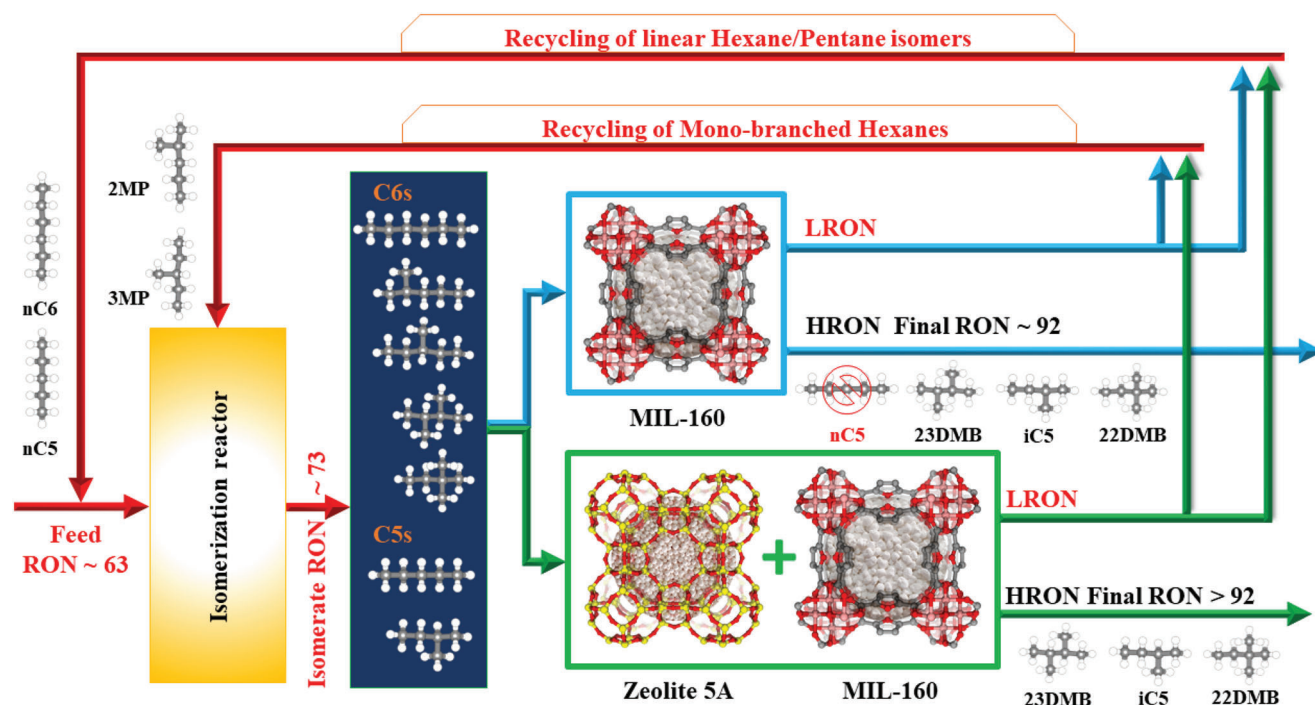 Recycling of linear Hexane/Pentane isomers
Recycling of Mono-branched Hexanes
2MP
3MP
nC6
nC5
Feed
RON ~ 63
Isomerization reactor
Isomerate RON ~ 73
C6s
C5s
MIL-160
LRON
HRON Final RON ~ 92
nC5
23DMB
iC5
22DMB
Zeolite 5A
+
MIL-160
LRON
HRON Final RON > 92
23DMB
iC5
22DMB